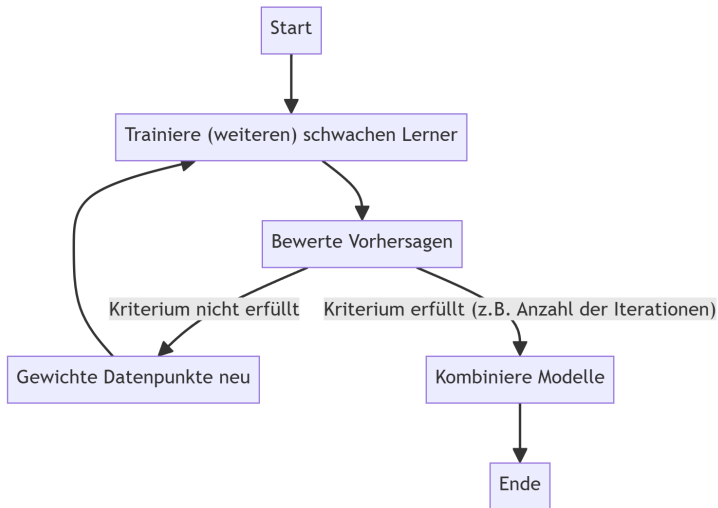 Start
Trainiere (weiteren) schwachen Lerner
Bewerte Vorhersagen
Kriterium nicht erfüllt
Kriterium erfüllt (z.B. Anzahl der Iterationen)
Gewichte Datenpunkte neu
Kombiniere Modelle
Ende